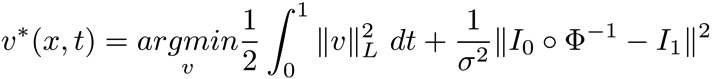 v*(x, t) = argmin_v 1/2 ∫_0^1 ‖v‖_L^2 dt + 1/σ^2 ‖I_0 ∘ Φ^{-1} − I_1‖^2